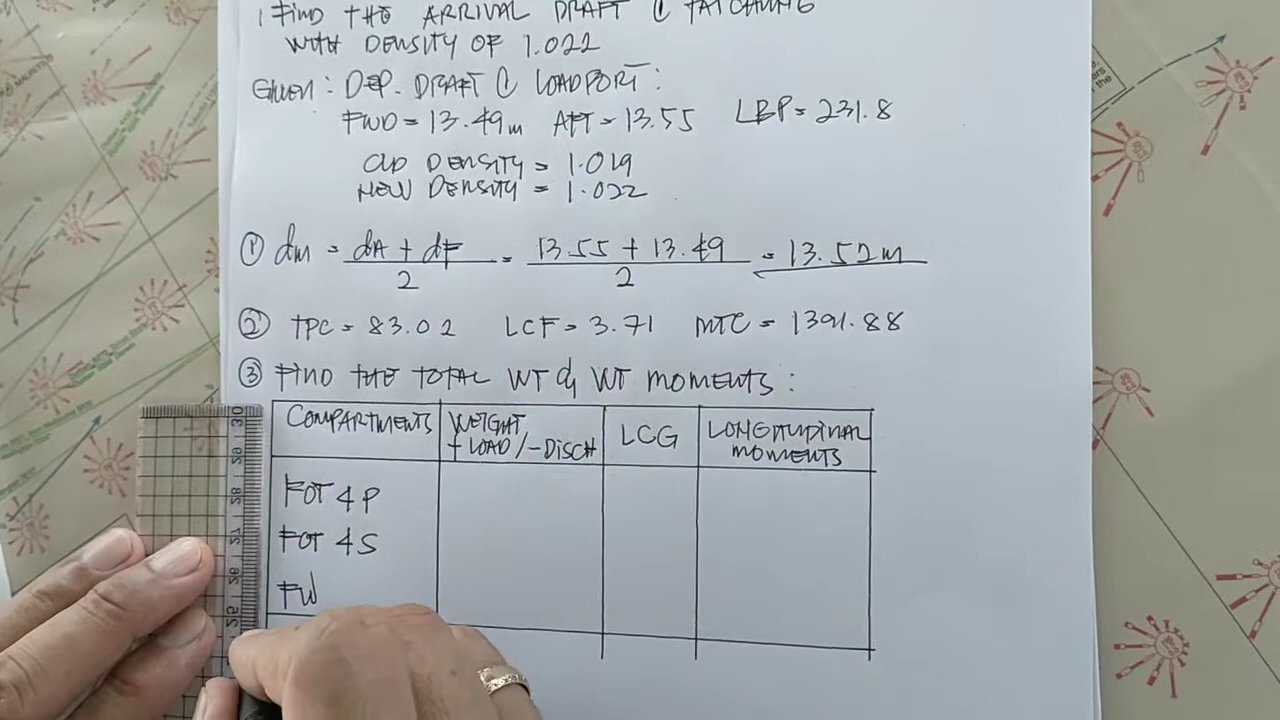 1 FIND THE ARRIVAL DRAFT @ TAICHUNG
WITH DENSITY OF 1.022
GIVEN: DEP. DRAFT @ LOADPORT:
FWD = 13.49m AFT = 13.55 LBP = 231.8
OLD DENSITY = 1.019
NEW DENSITY = 1.022
① dm = dA + dF / 2 = 13.55 + 13.49 / 2 = 13.52m
② TPC = 83.02 LCF = 3.71 MTC = 1391.88
③ FIND THE TOTAL WT & WT MOMENTS:
COMPARTMENTS WEIGHT + LOAD/-DISCH LCG LONGITUDINAL MOMENTS
FOT 4P
FOT 4S
FW